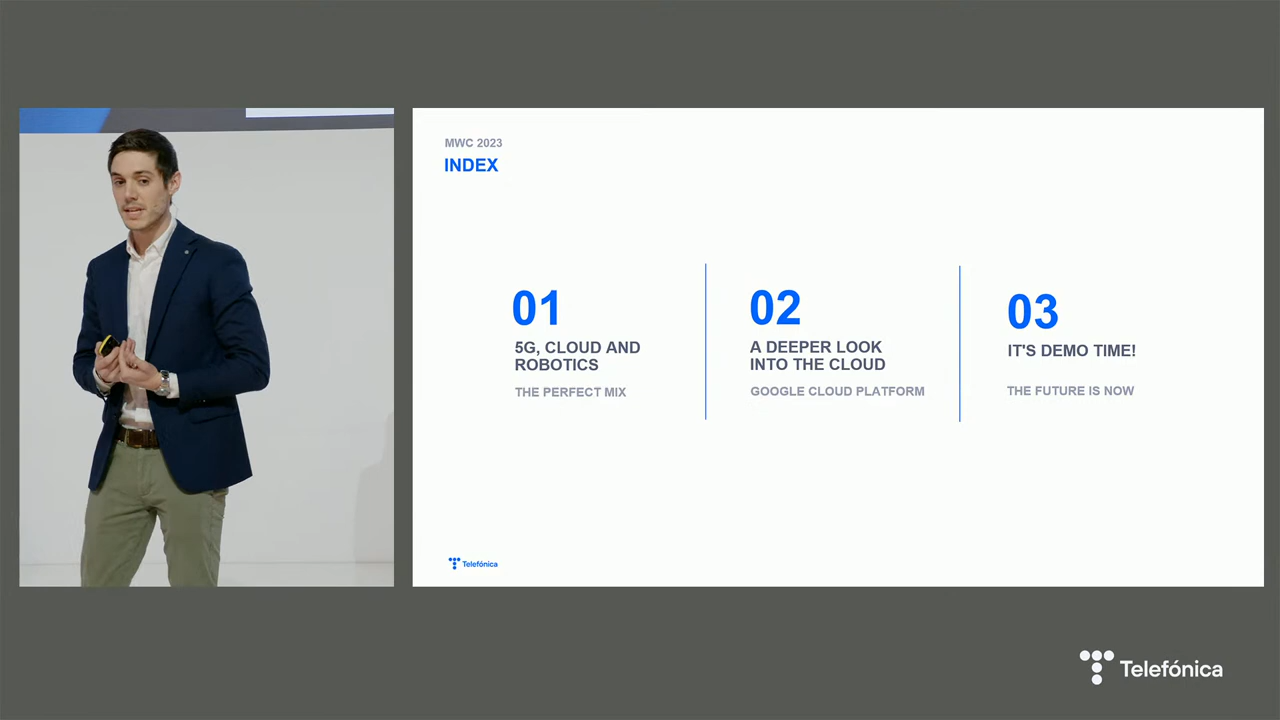 MWC 2023
INDEX
01
5G, CLOUD AND
ROBOTICS
THE PERFECT MIX
02
A DEEPER LOOK
INTO THE CLOUD
GOOGLE CLOUD PLATFORM
03
IT'S DEMO TIME!
THE FUTURE IS NOW
Telefónica
Telefónica